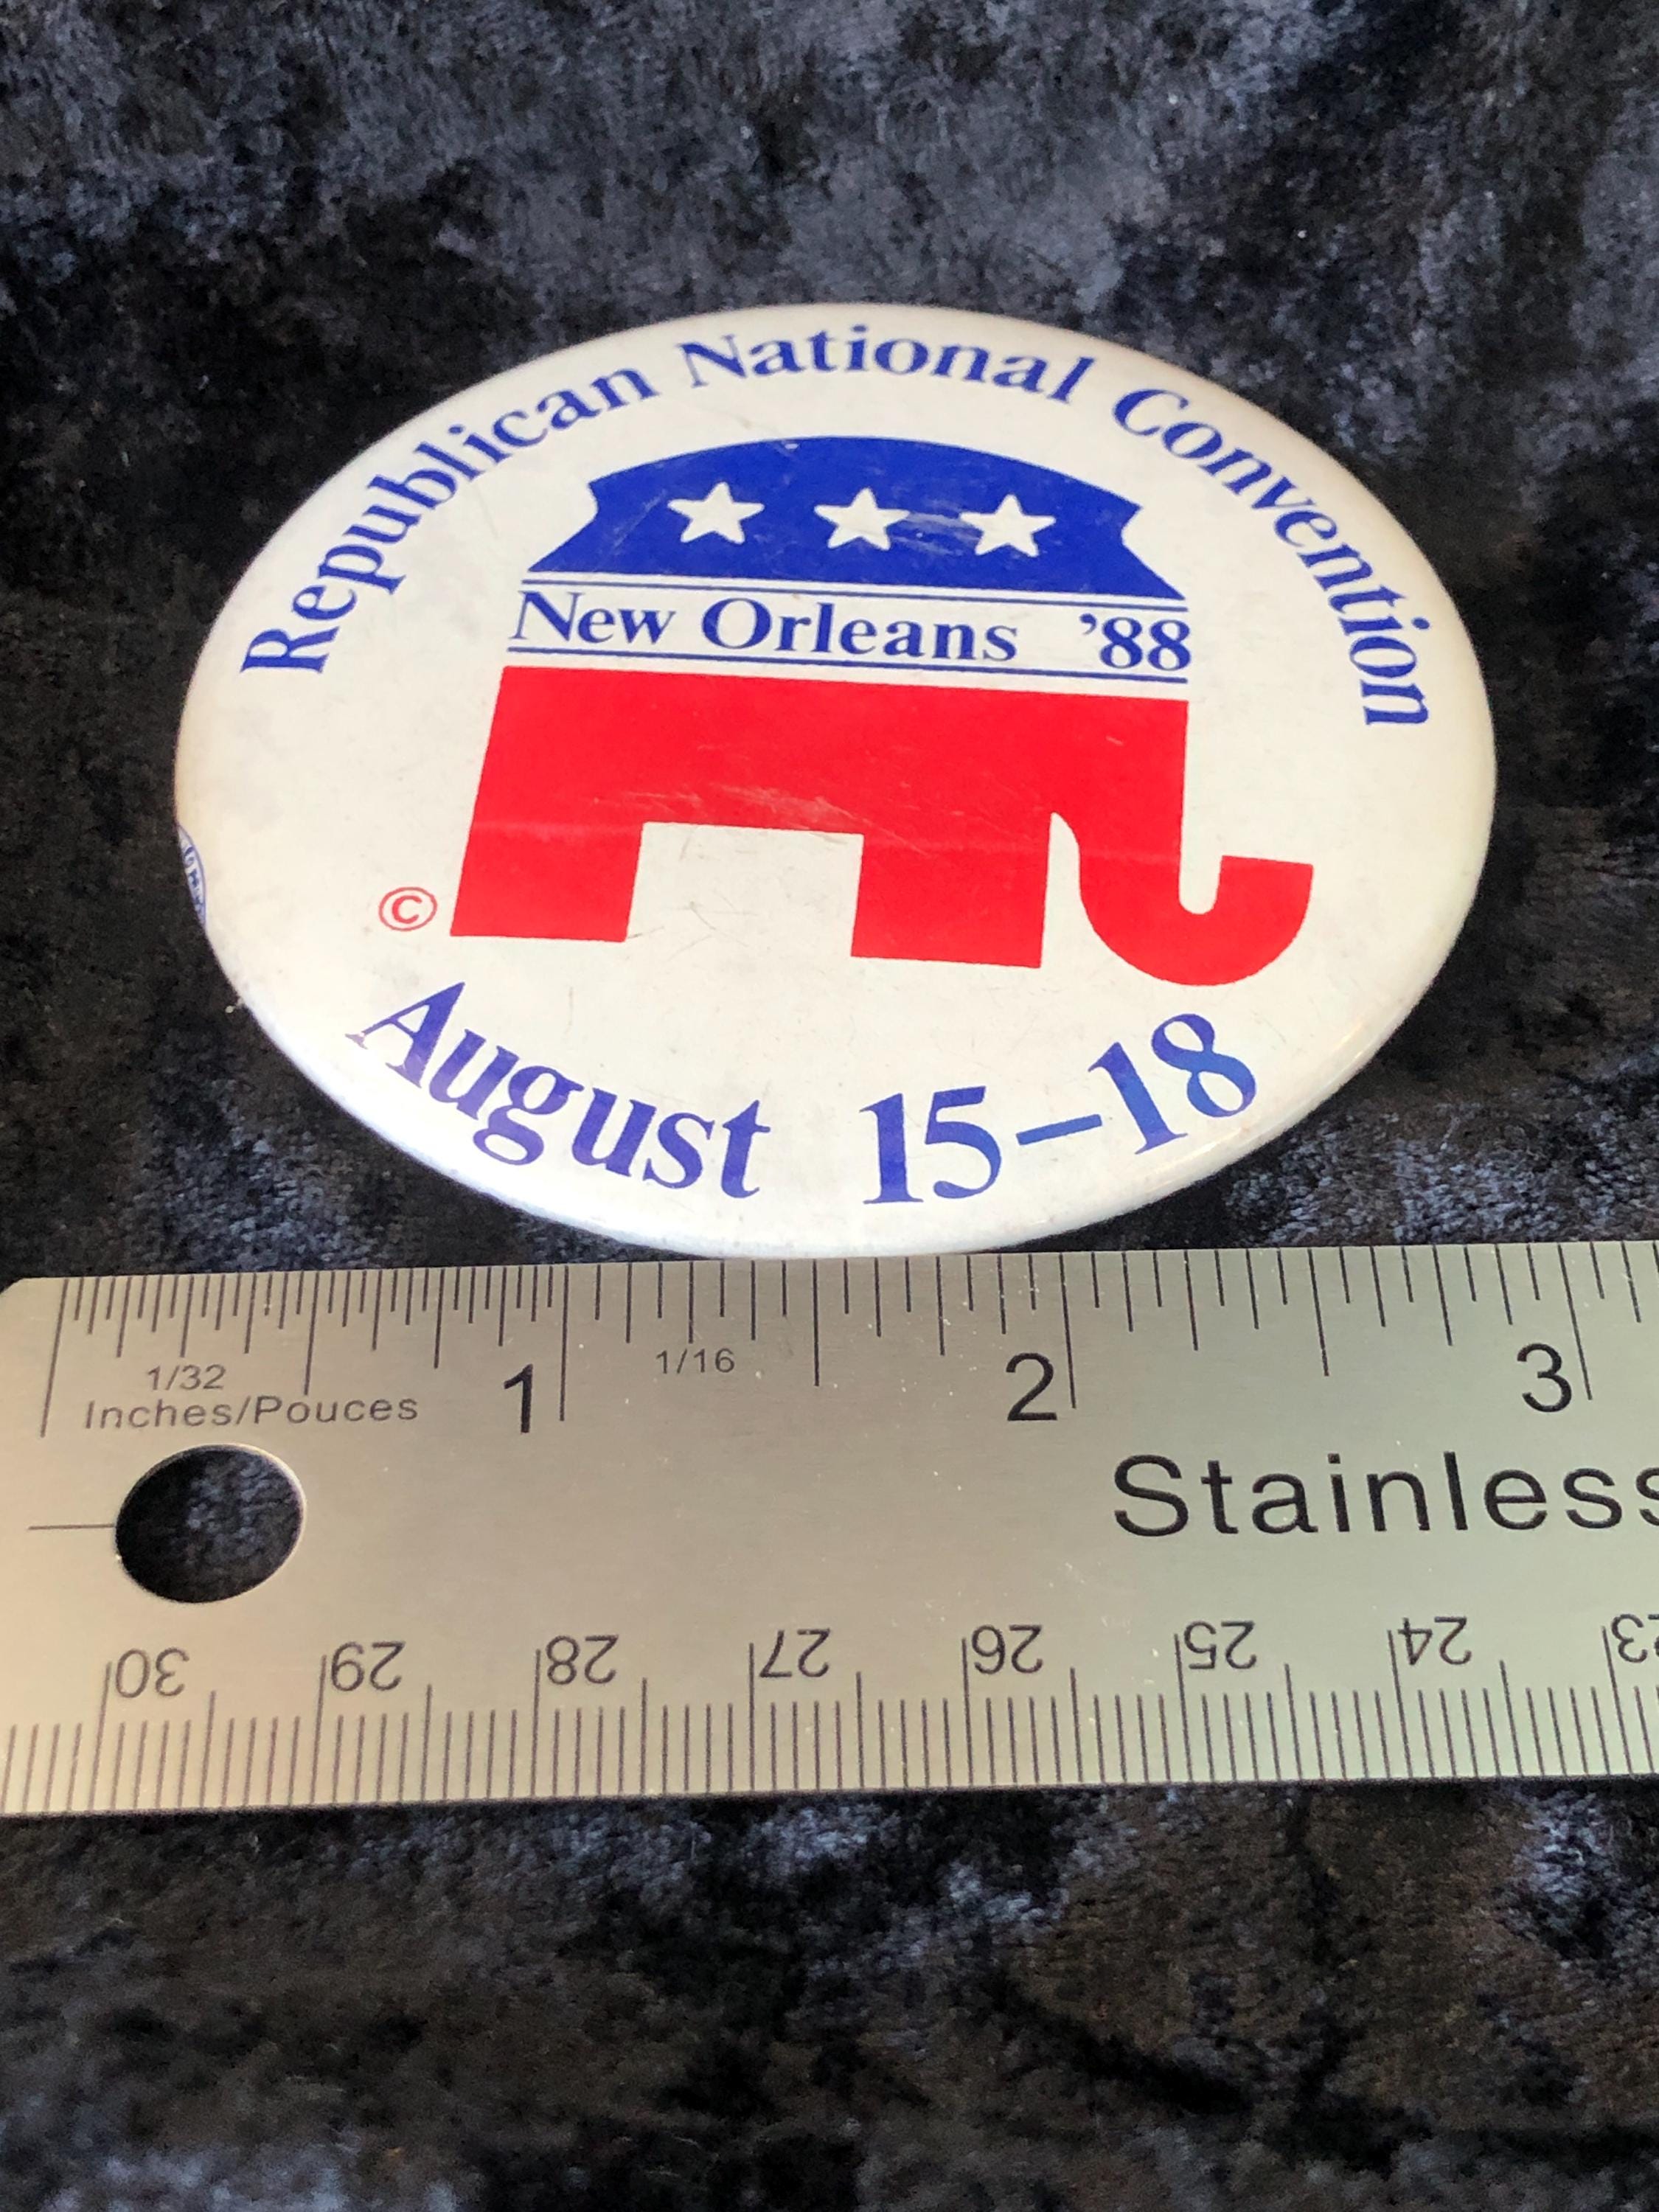 Republican National Convention
New Orleans '88
©
August 15-18
1/32
1/16
Inches/Pouces
1
2
3
Stainless
30
29
28
27
26
25
24
23